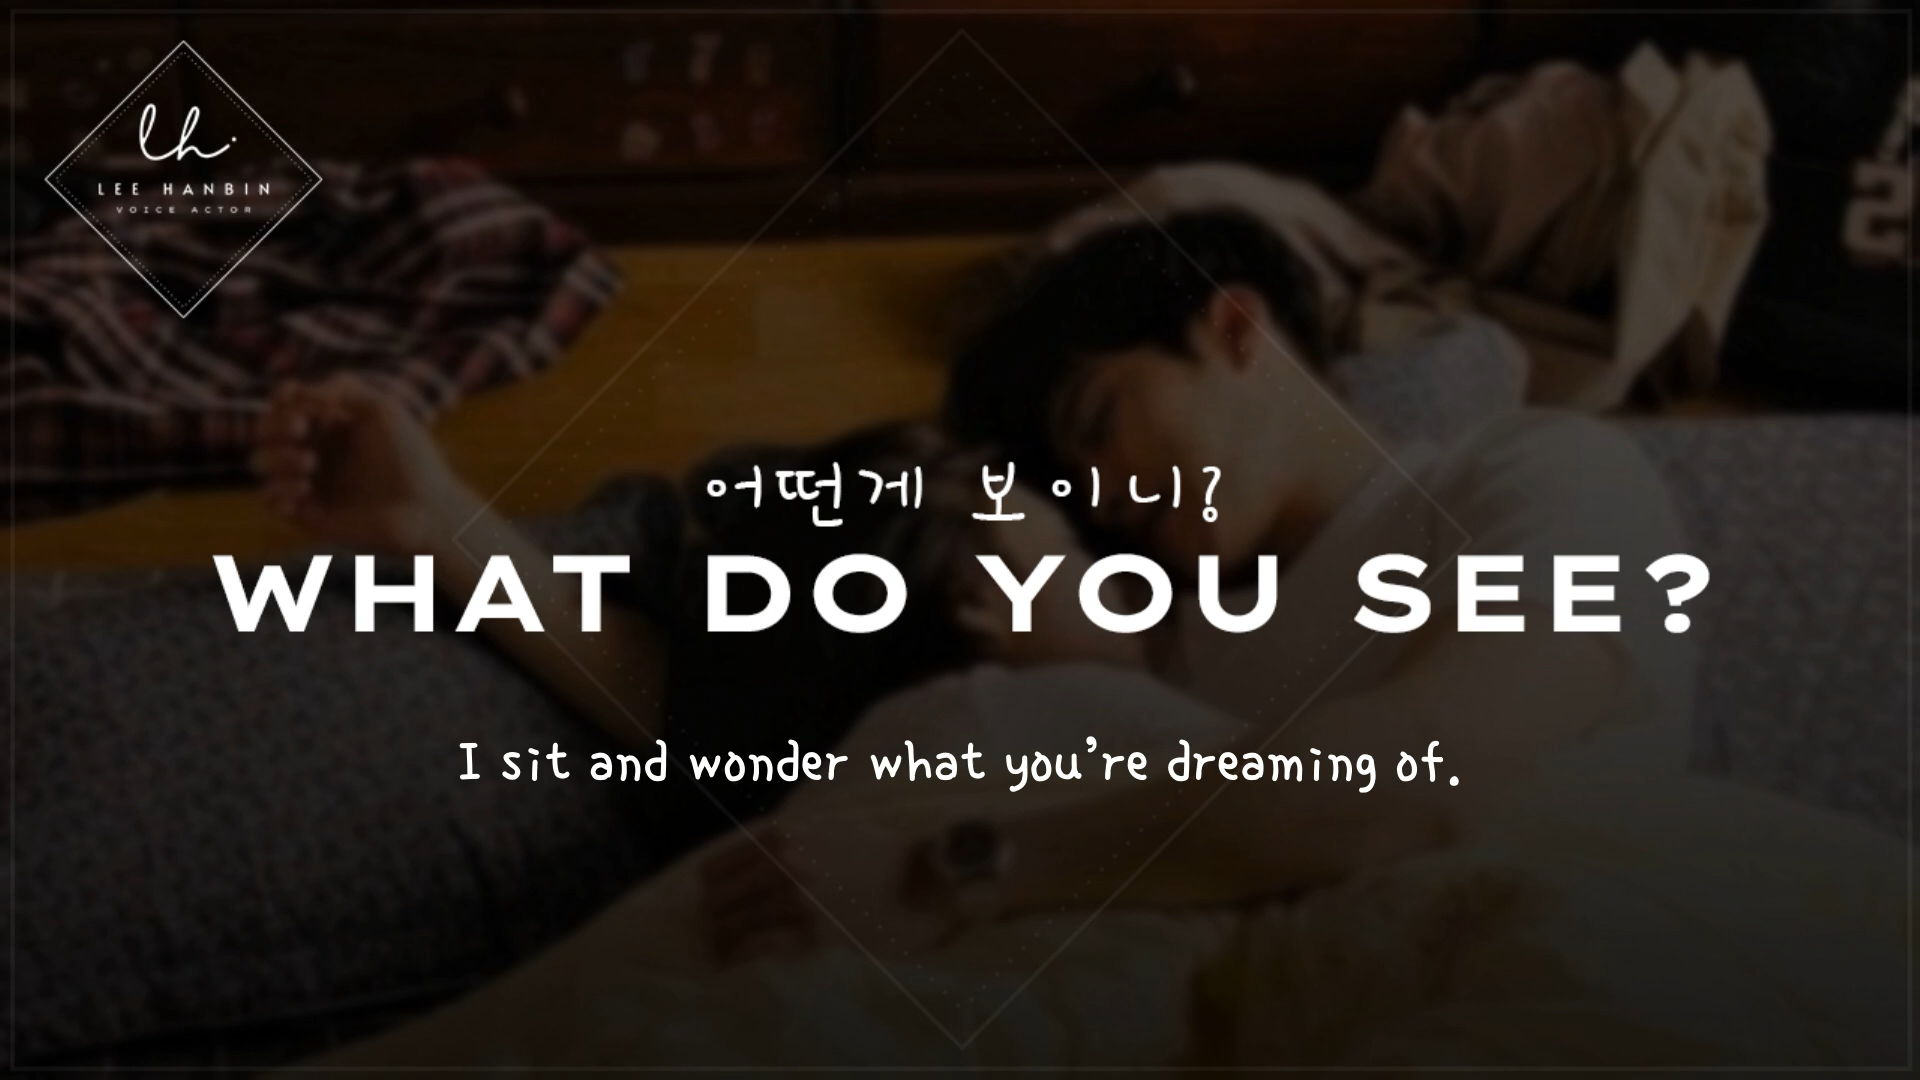 lh.
LEE HANBIN
VOICE ACTOR
2
어떤게 보이니?
WHAT DO YOU SEE?
I sit and wonder what you're dreaming of.